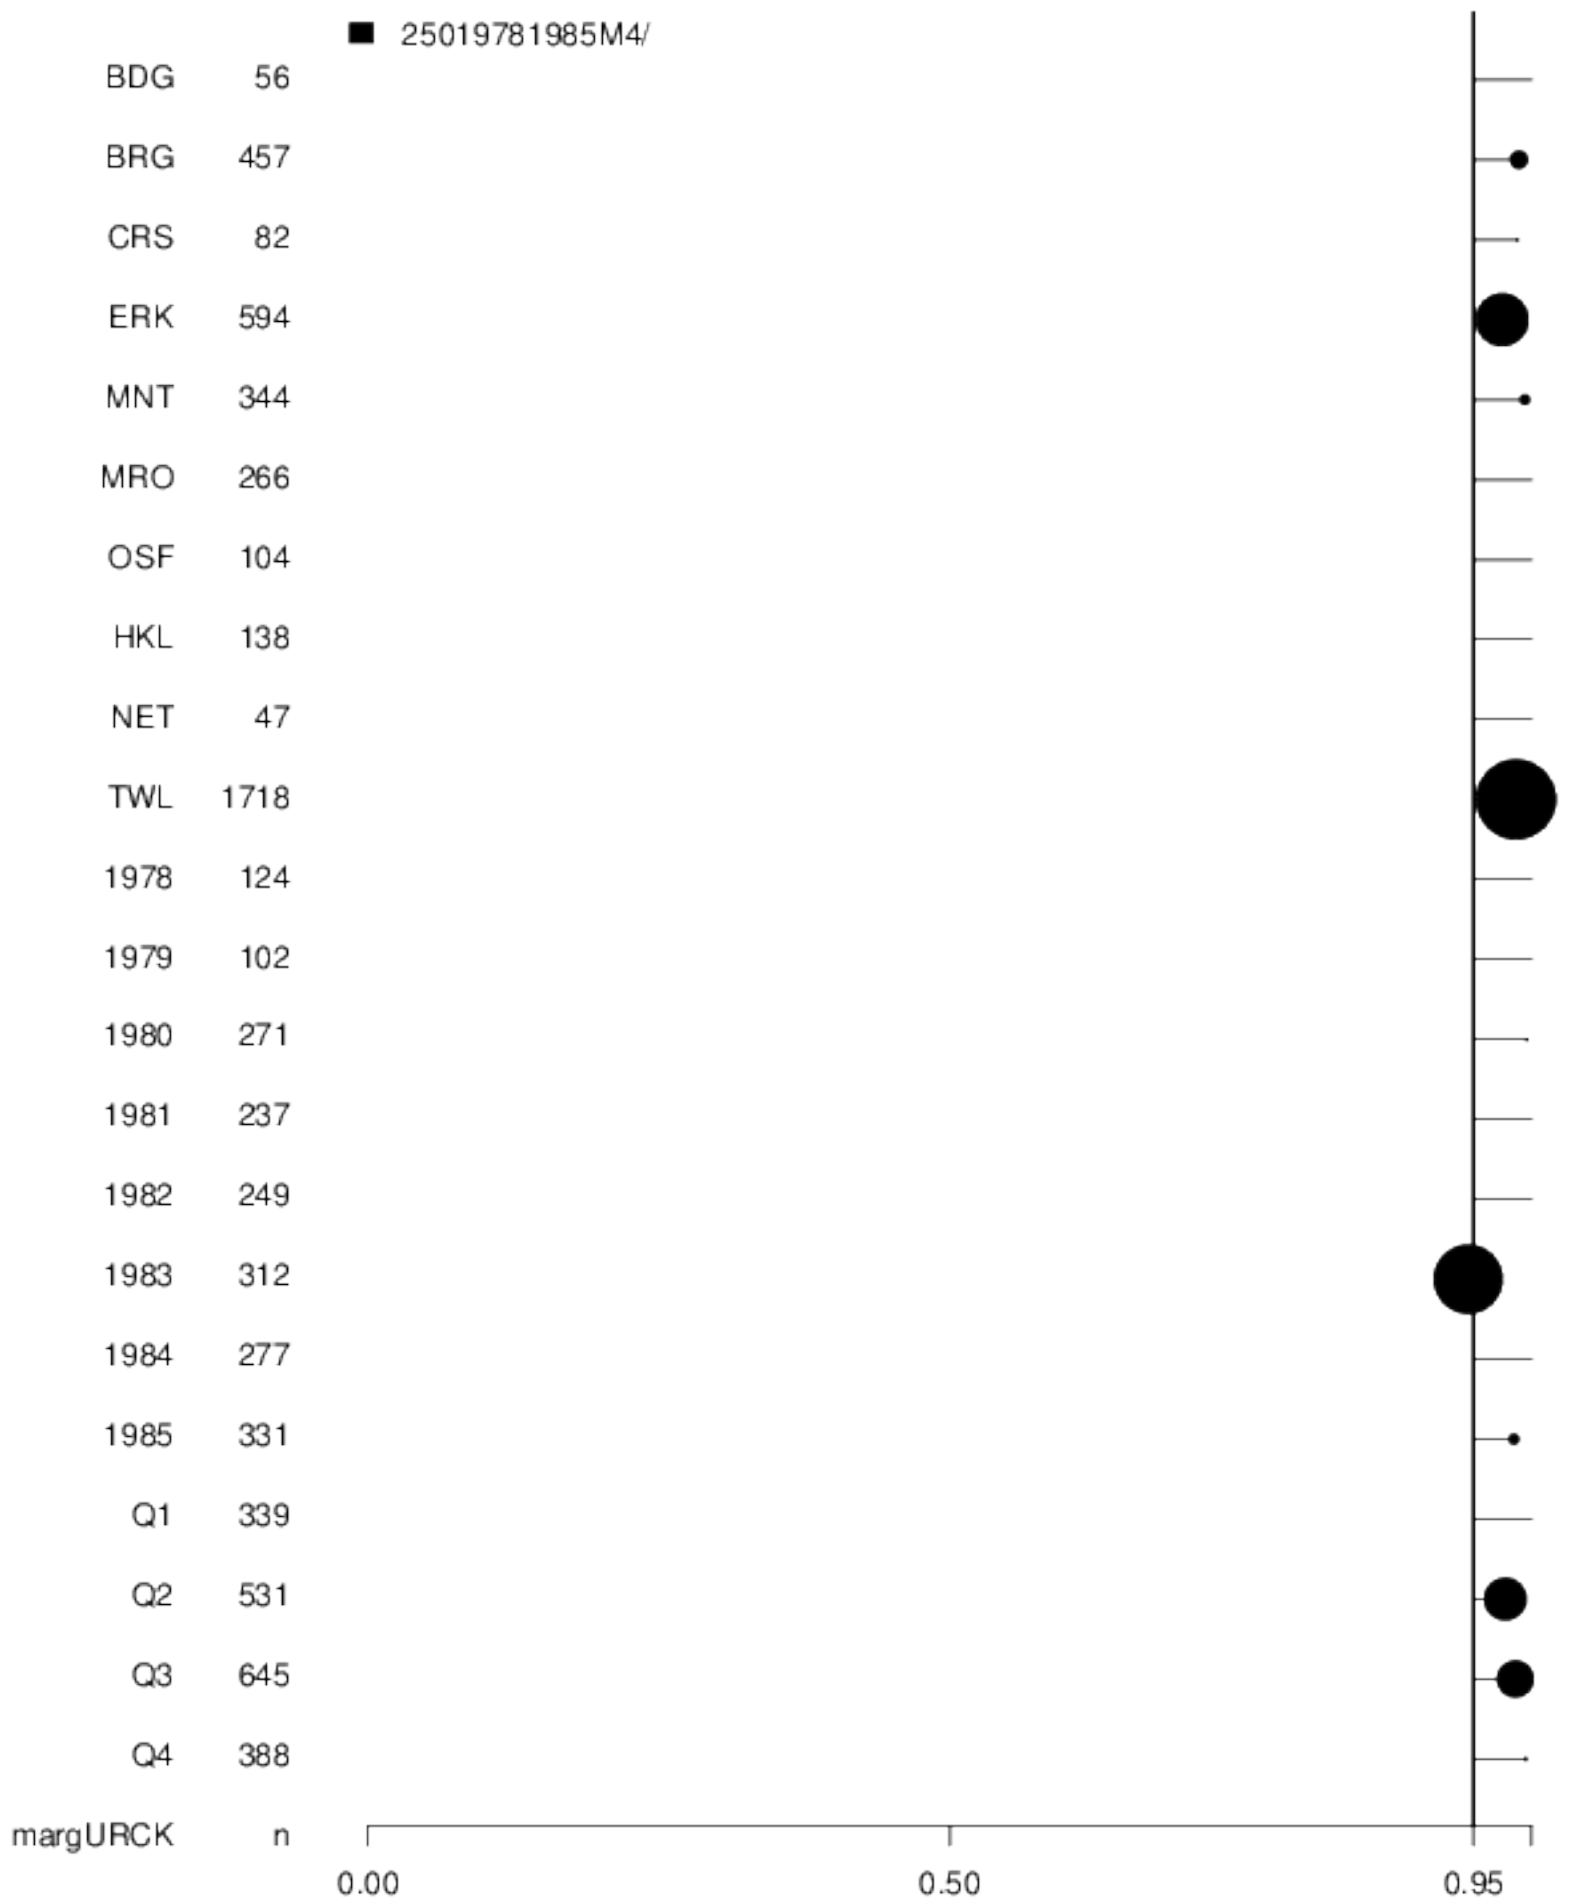 25019781985M4/
BDG 56
BRG 457
CRS 82
ERK 594
MNT 344
MRO 266
OSF 104
HKL 138
NET 47
TWL 1718
1978 124
1979 102
1980 271
1981 237
1982 249
1983 312
1984 277
1985 331
Q1 339
Q2 531
Q3 645
Q4 388
margURCK n
0.00 0.50 0.95